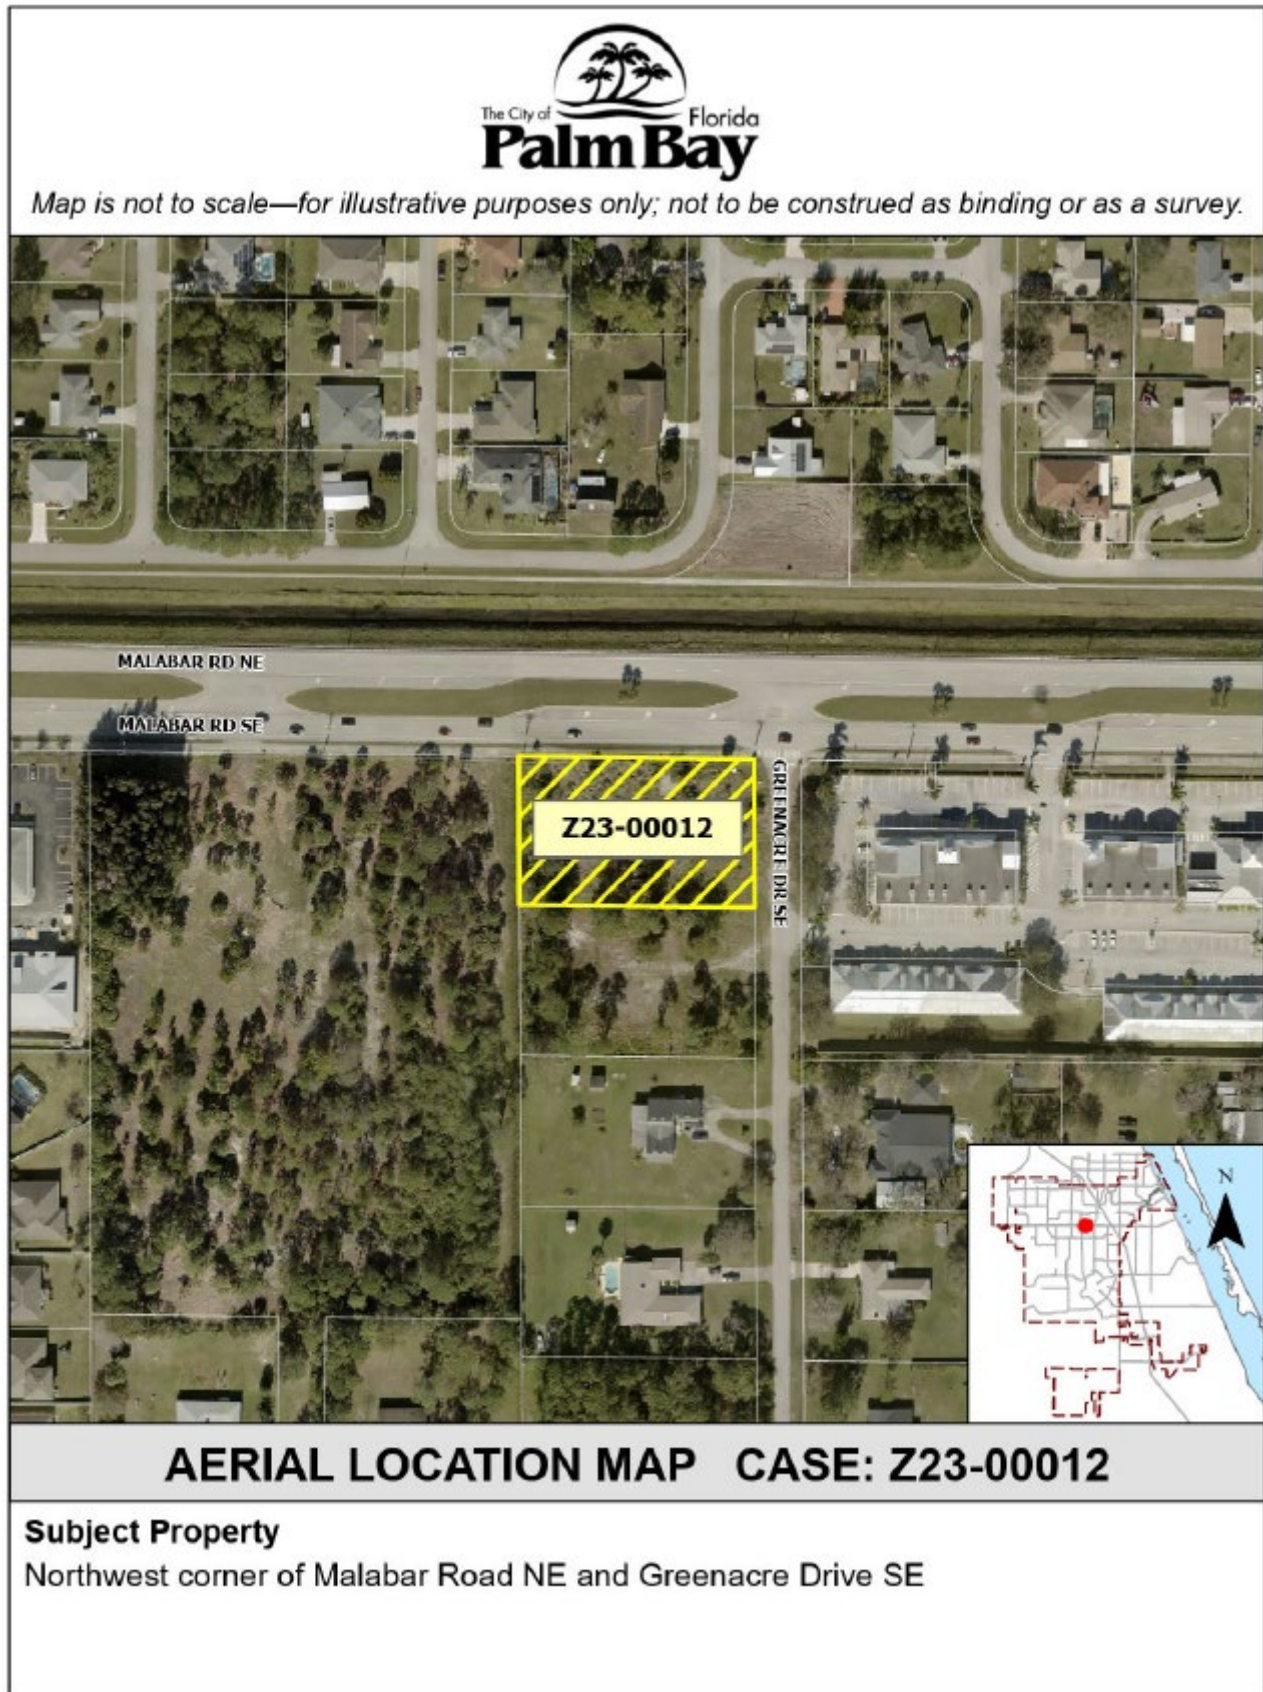 The City of Florida
Palm Bay
Map is not to scale—for illustrative purposes only; not to be construed as binding or as a survey.
MALABAR RD NE
MALABAR RD SE
GREENACRE DR SE
Z23-00012
N
AERIAL LOCATION MAP CASE: Z23-00012
Subject Property
Northwest corner of Malabar Road NE and Greenacre Drive SE